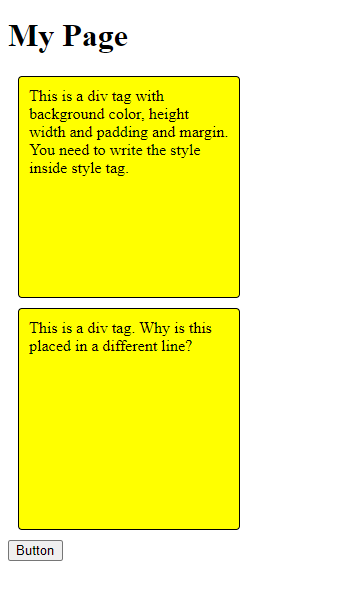 My Page
This is a div tag with
background color, height
width and padding and margin.
You need to write the style
inside style tag.
This is a div tag. Why is this
placed in a different line?
Button